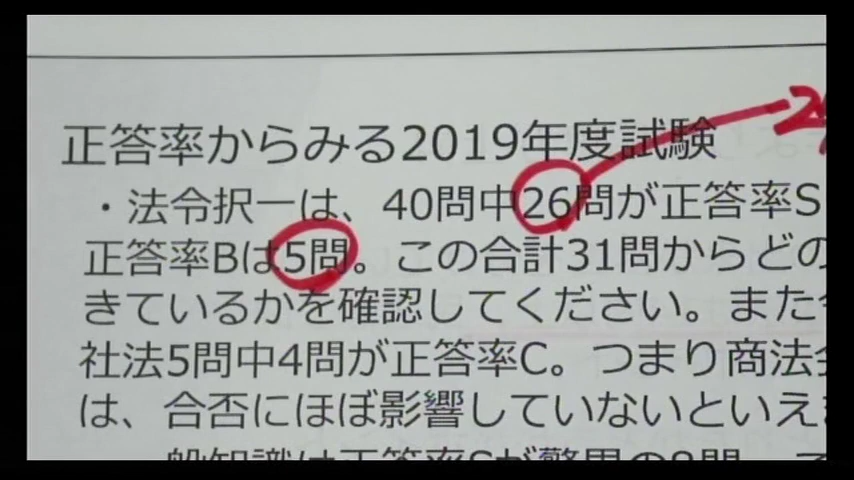 正答率からみる2019年度試験
・法令択一は、40問中26問が正答率S
正答率Bは5問。この合計31問からどの
きているかを確認してください。また
社法5問中4問が正答率C。つまり商法
は、合否にほぼ影響していないといえ